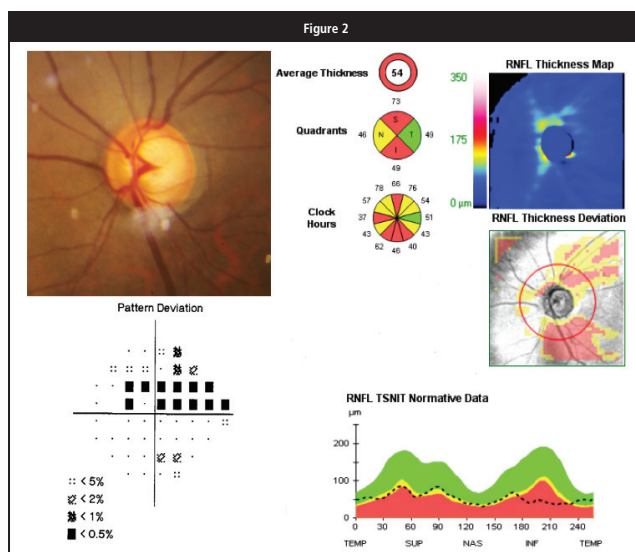 Figure 2
Average Thickness
54
Quadrants
73
S
46
N
T
49
I
49
Clock
Hours
66
78
76
57
54
37
51
43
43
62
40
46
350
175
0 µm
RNFL Thickness Map
RNFL Thickness Deviation
Pattern Deviation
< 5%
< 2%
< 1%
< 0.5%
RNFL TSNIT Normative Data
µm
200
100
0
0
30
60
90
120
150
180
210
240
TEMP
SUP
NAS
INF
TEMP